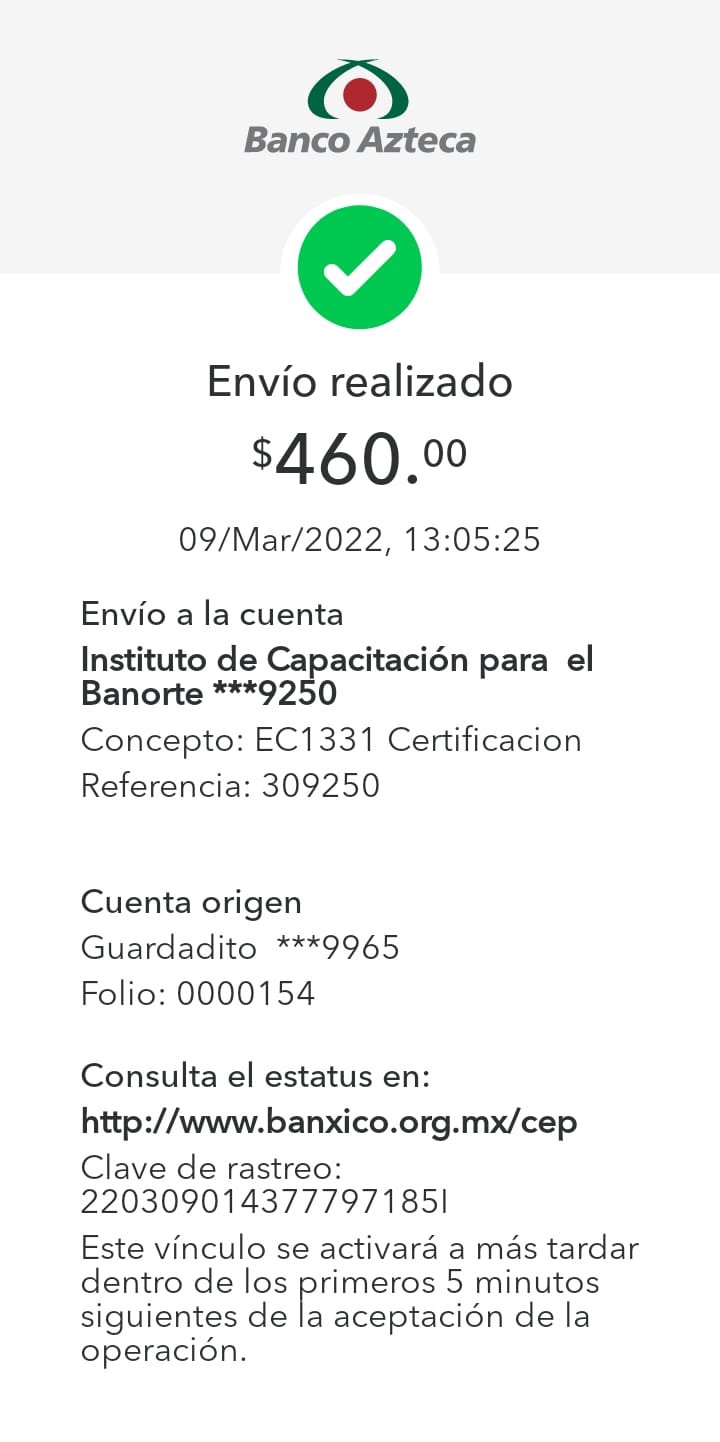 Banco Azteca
Envío realizado
$460.00
09/Mar/2022, 13:05:25
Envío a la cuenta
Instituto de Capacitación para  el
Banorte ***9250
Concepto: EC1331 Certificacion
Referencia: 309250
Cuenta origen
Guardadito  ***9965
Folio: 0000154
Consulta el estatus en:
http://www.banxico.org.mx/cep
Clave de rastreo:
220309014377797185I
Este vínculo se activará a más tardar
dentro de los primeros 5 minutos
siguientes de la aceptación de la
operación.